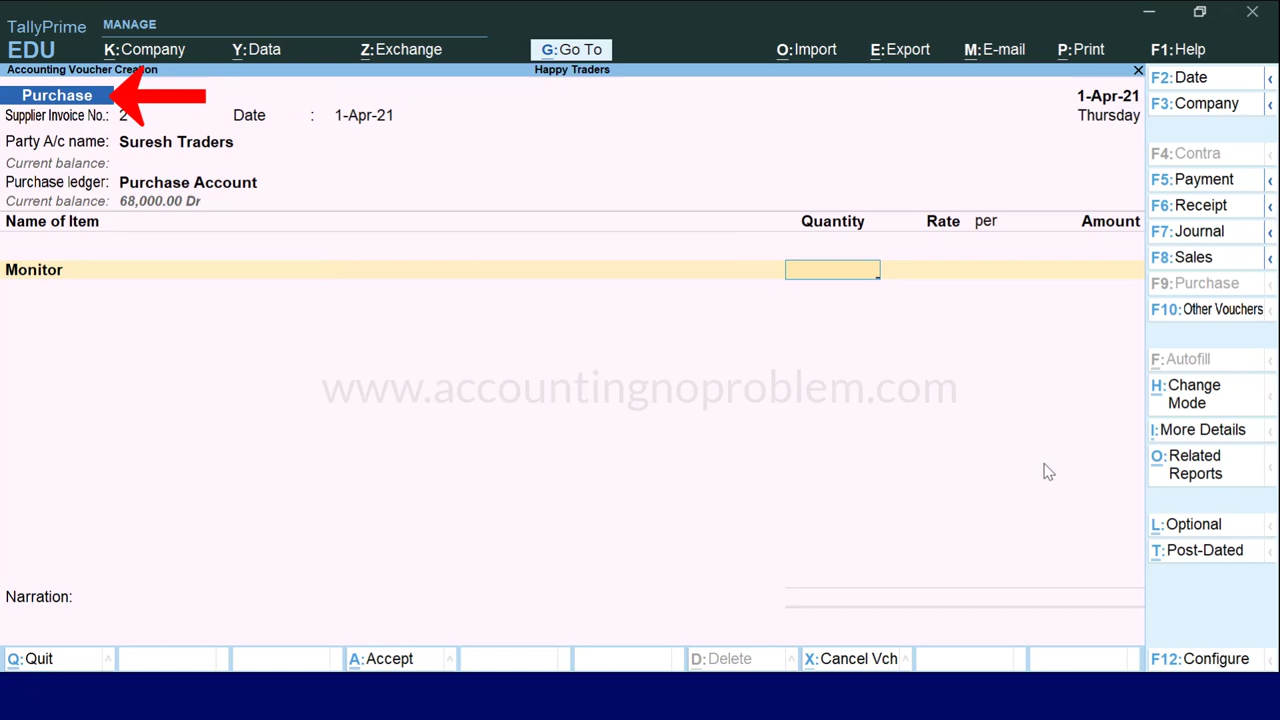 TallyPrime MANAGE
EDU K:Company Y:Data Z:Exchange G:Go To O:Import E:Export M:E-mail P:Print F1:Help
Accounting Voucher Creation Happy Traders
Purchase 1-Apr-21
Supplier Invoice No.: 2 Date : 1-Apr-21 Thursday
Party A/c name: Suresh Traders
Current balance:
Purchase ledger: Purchase Account
Current balance: 68,000.00 Dr
Name of Item Quantity Rate per Amount
Monitor
www.accountingnoproblem.com
Narration:
F2:Date
F3:Company
F4:Contra
F5:Payment
F6:Receipt
F7:Journal
F8:Sales
F9:Purchase
F10:Other Vouchers
F:Autofill
H:Change
Mode
I:More Details
O:Related
Reports
L:Optional
T:Post-Dated
Q:Quit A:Accept D:Delete X:Cancel Vch F12:Configure